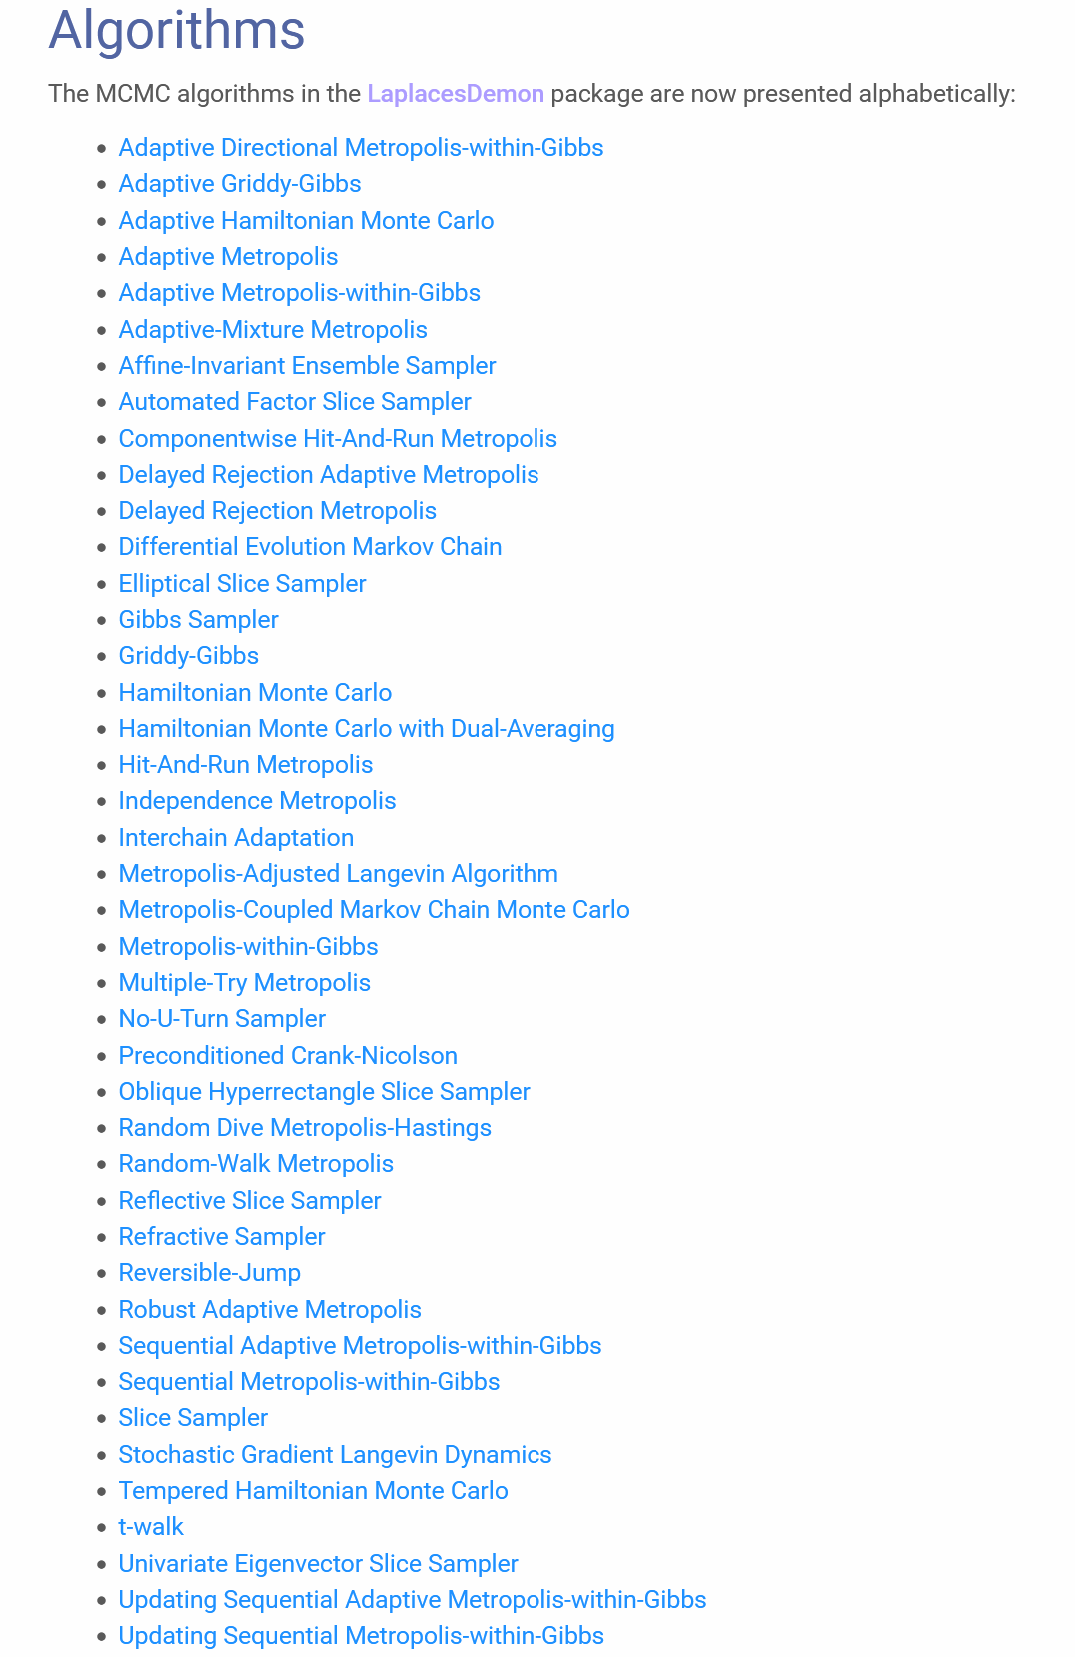 Algorithms
The MCMC algorithms in the LaplacesDemon package are now presented alphabetically:
• Adaptive Directional Metropolis-within-Gibbs
• Adaptive Griddy-Gibbs
• Adaptive Hamiltonian Monte Carlo
• Adaptive Metropolis
• Adaptive Metropolis-within-Gibbs
• Adaptive-Mixture Metropolis
• Affine-Invariant Ensemble Sampler
• Automated Factor Slice Sampler
• Componentwise Hit-And-Run Metropolis
• Delayed Rejection Adaptive Metropolis
• Delayed Rejection Metropolis
• Differential Evolution Markov Chain
• Elliptical Slice Sampler
• Gibbs Sampler
• Griddy-Gibbs
• Hamiltonian Monte Carlo
• Hamiltonian Monte Carlo with Dual-Averaging
• Hit-And-Run Metropolis
• Independence Metropolis
• Interchain Adaptation
• Metropolis-Adjusted Langevin Algorithm
• Metropolis-Coupled Markov Chain Monte Carlo
• Metropolis-within-Gibbs
• Multiple-Try Metropolis
• No-U-Turn Sampler
• Preconditioned Crank-Nicolson
• Oblique Hyperrectangle Slice Sampler
• Random Dive Metropolis-Hastings
• Random-Walk Metropolis
• Reflective Slice Sampler
• Refractive Sampler
• Reversible-Jump
• Robust Adaptive Metropolis
• Sequential Adaptive Metropolis-within-Gibbs
• Sequential Metropolis-within-Gibbs
• Slice Sampler
• Stochastic Gradient Langevin Dynamics
• Tempered Hamiltonian Monte Carlo
• t-walk
• Univariate Eigenvector Slice Sampler
• Updating Sequential Adaptive Metropolis-within-Gibbs
• Updating Sequential Metropolis-within-Gibbs